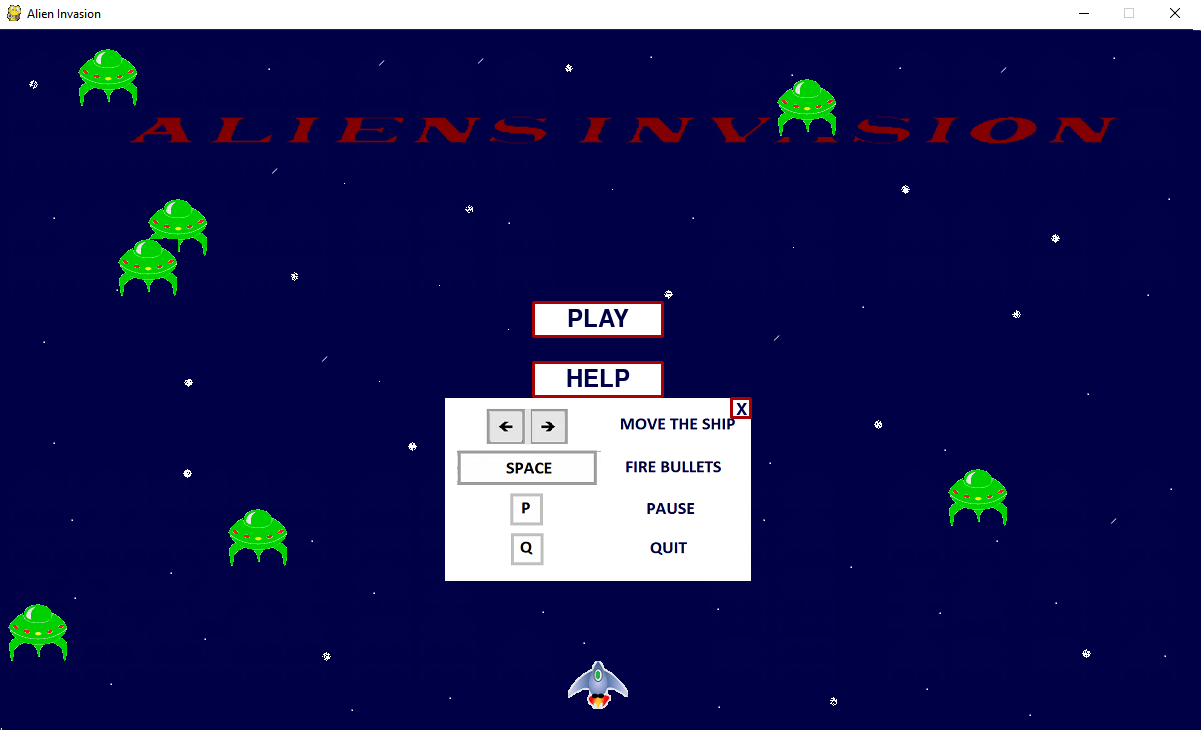 Alien Invasion
ALIENS INVASION
PLAY
HELP
X
← → MOVE THE SHIP
SPACE FIRE BULLETS
P PAUSE
Q QUIT